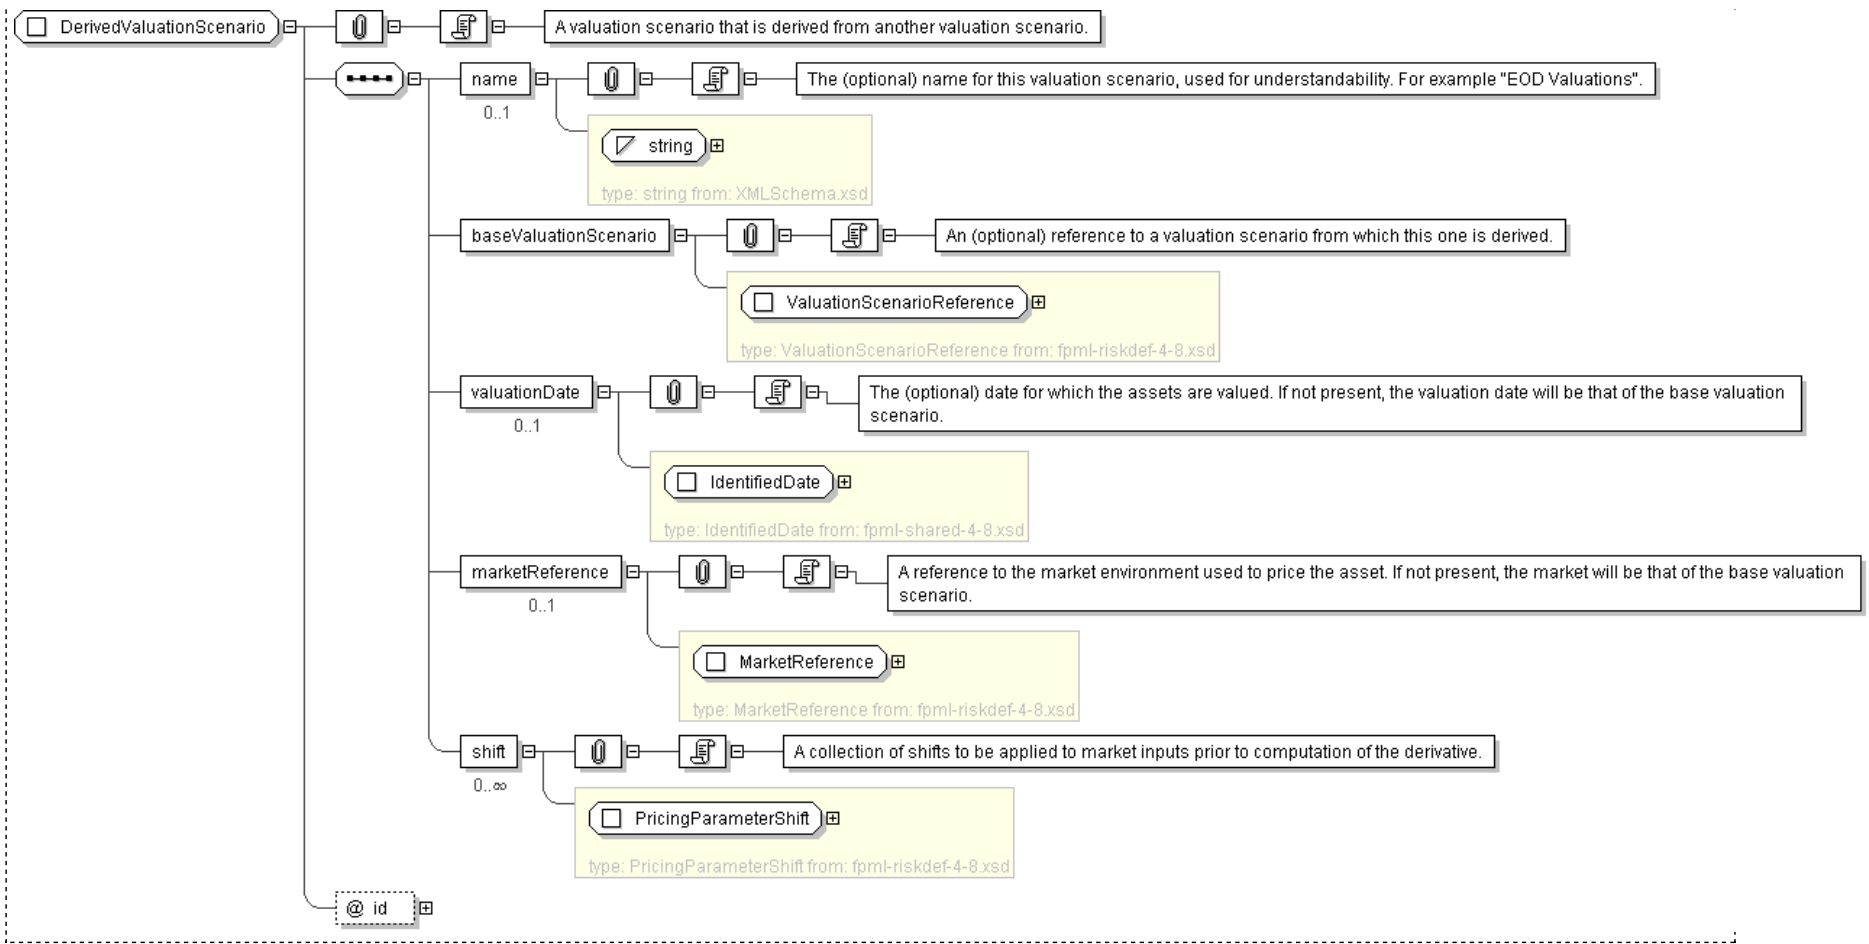 DerivedValuationScenario
A valuation scenario that is derived from another valuation scenario.
name
The (optional) name for this valuation scenario, used for understandability. For example "EOD Valuations".
0..1
string
type: string from: XMLSchema.xsd
baseValuationScenario
An (optional) reference to a valuation scenario from which this one is derived.
ValuationScenarioReference
type: ValuationScenarioReference from: fpml-riskdef-4-8.xsd
valuationDate
The (optional) date for which the assets are valued. If not present, the valuation date will be that of the base valuation
scenario.
0..1
IdentifiedDate
type: IdentifiedDate from: fpml-shared-4-8.xsd
marketReference
A reference to the market environment used to price the asset. If not present, the market will be that of the base valuation
scenario.
0..1
MarketReference
type: MarketReference from: fpml-riskdef-4-8.xsd
shift
A collection of shifts to be applied to market inputs prior to computation of the derivative.
0..∞
PricingParameterShift
type: PricingParameterShift from: fpml-riskdef-4-8.xsd
@ id